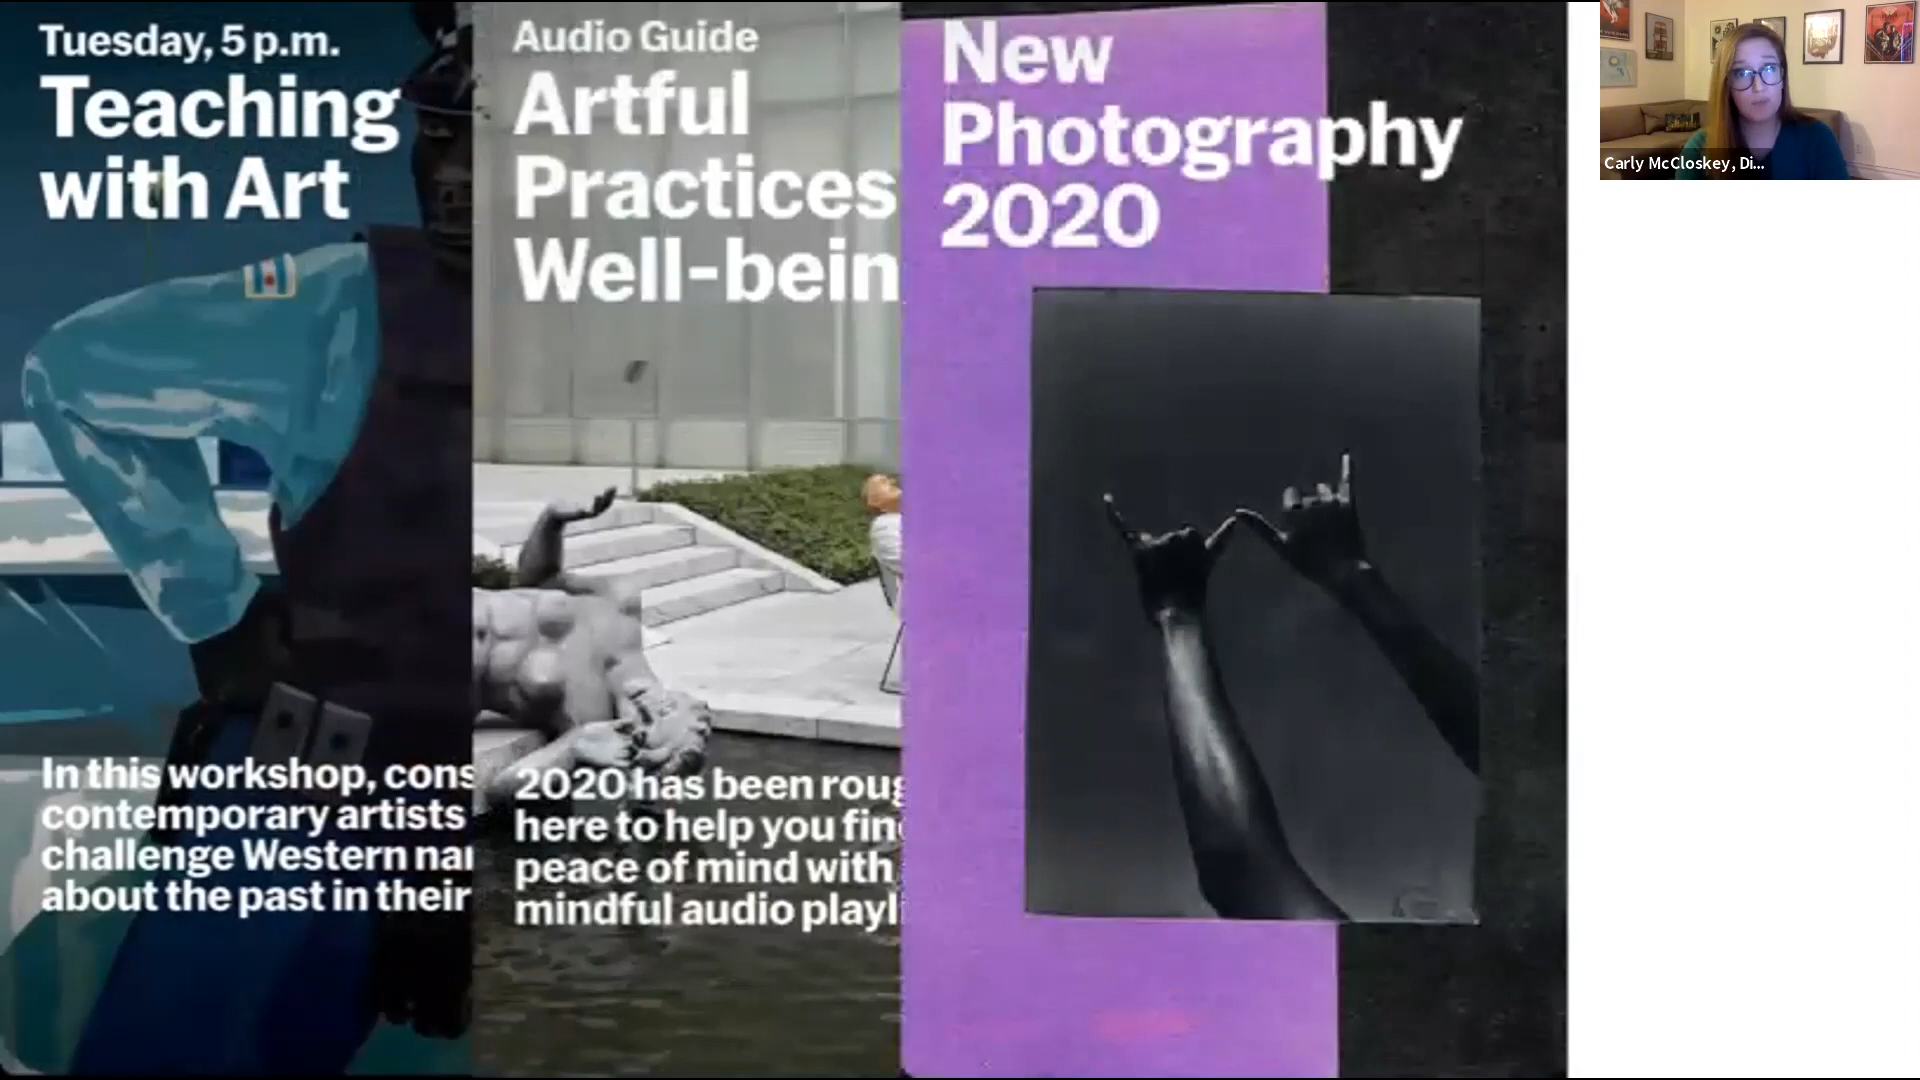 Tuesday, 5 p.m.
Teaching
with Art
In this workshop, cons
contemporary artists
challenge Western nar
about the past in their
Audio Guide
Artful
Practices
Well-bein
2020 has been roug
here to help you fin
peace of mind with
mindful audio playl
New
Photography
2020
Carly McCloskey, Di...